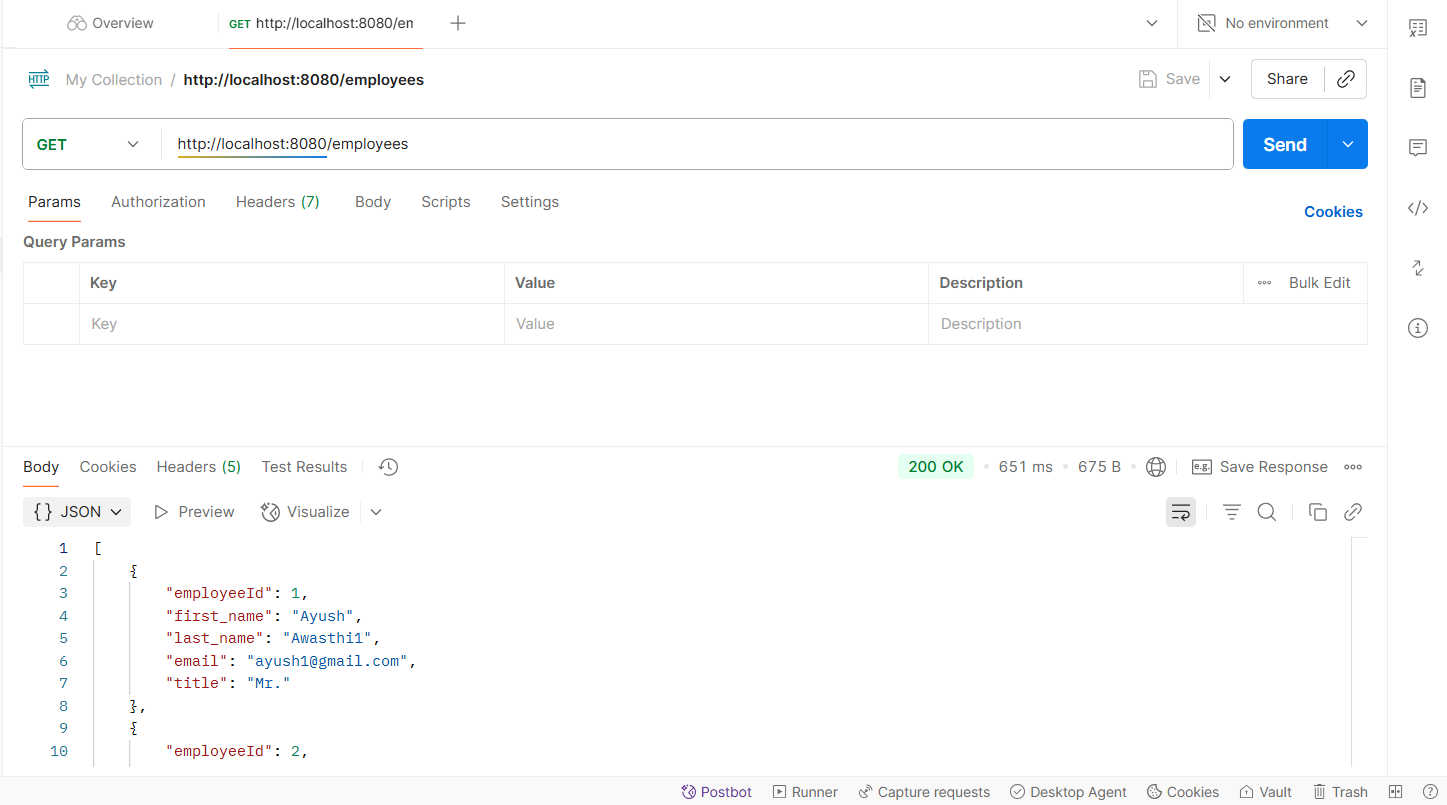 Overview GET http://localhost:8080/em No environment
HTTP My Collection / http://localhost:8080/employees Save Share
GET http://localhost:8080/employees Send
Params Authorization Headers (7) Body Scripts Settings Cookies
Query Params
Key Value Description Bulk Edit
Key Value Description
Body Cookies Headers (5) Test Results 200 OK 651 ms 675 B e.g. Save Response
{} JSON Preview Visualize
1 [
2 {
3 "employeeId": 1,
4 "first_name": "Ayush",
5 "last_name": "Awasthi1",
6 "email": "ayush1@gmail.com",
7 "title": "Mr."
8 },
9 {
10 "employeeId": 2,
Postbot Runner Capture requests Desktop Agent Cookies Vault Trash